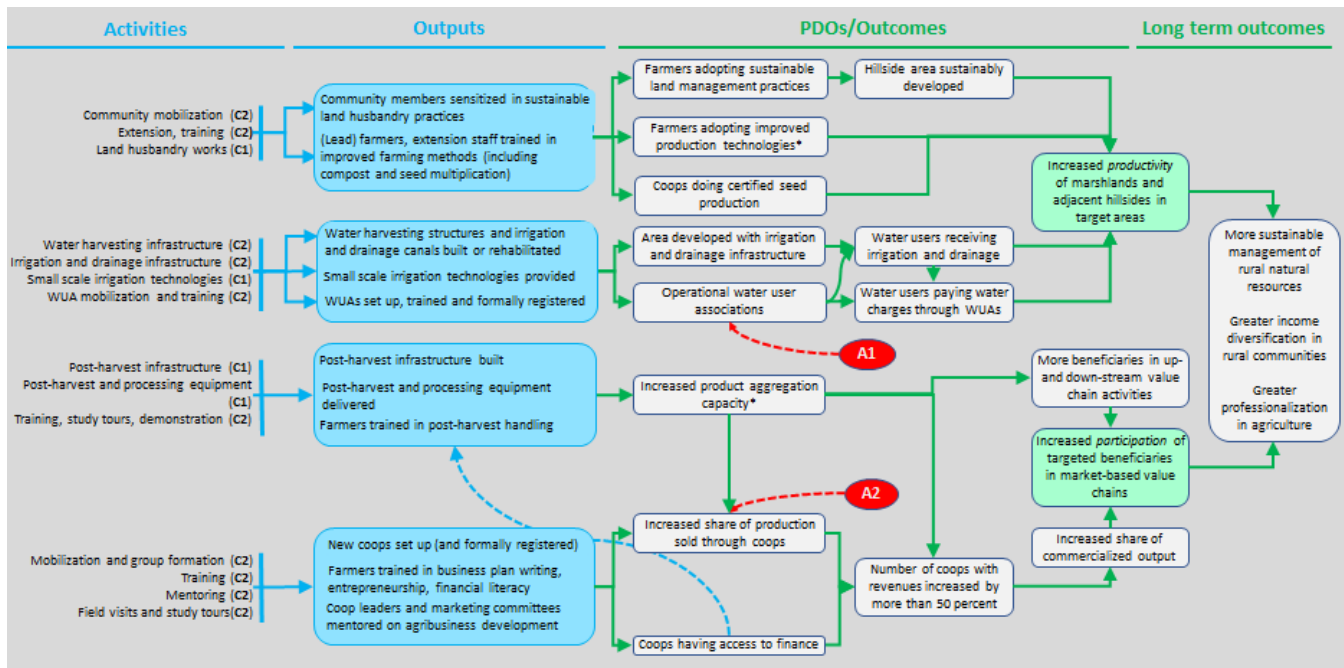 Activities
Outputs
PDOs/Outcomes
Long term outcomes
Community mobilization (C2)
Extension, training (C2)
Land husbandry works (C1)
Community members sensitized in sustainable
land husbandry practices
(Lead) farmers, extension staff trained in
improved farming methods (including
compost and seed multiplication)
Farmers adopting sustainable
land management practices
Hillside area sustainably
developed
Farmers adopting improved
production technologies*
Coops doing certified seed
production
Increased productivity
of marshlands and
adjacent hillsides in
target areas
Water harvesting infrastructure (C2)
Irrigation and drainage infrastructure (C2)
Small scale irrigation technologies (C1)
WUA mobilization and training (C2)
Water harvesting structures and irrigation
and drainage canals built or rehabilitated
Small scale irrigation technologies provided
WUAs set up, trained and formally registered
Area developed with irrigation
and drainage infrastructure
Water users receiving
irrigation and drainage
Operational water user
associations
Water users paying water
charges through WUAs
A1
More sustainable
management of
rural natural
resources
Greater income
diversification in
rural communities
Greater
professionalization
in agriculture
Post-harvest infrastructure (C1)
Post-harvest and processing equipment
(C1)
Training, study tours, demonstration (C2)
Post-harvest infrastructure built
Post-harvest and processing equipment
delivered
Farmers trained in post-harvest handling
Increased product aggregation
capacity*
More beneficiaries in up-
and down-stream value
chain activities
Increased participation of
targeted beneficiaries
in market-based value
chains
A2
Mobilization and group formation (C2)
Training (C2)
Mentoring (C2)
Field visits and study tours(C2)
New coops set up (and formally registered)
Farmers trained in business plan writing,
entrepreneurship, financial literacy
Coop leaders and marketing committees
mentored on agribusiness development
Increased share of production
sold through coops
Coops having access to finance
Number of coops with
revenues increased by
more than 50 percent
Increased share of
commercialized output